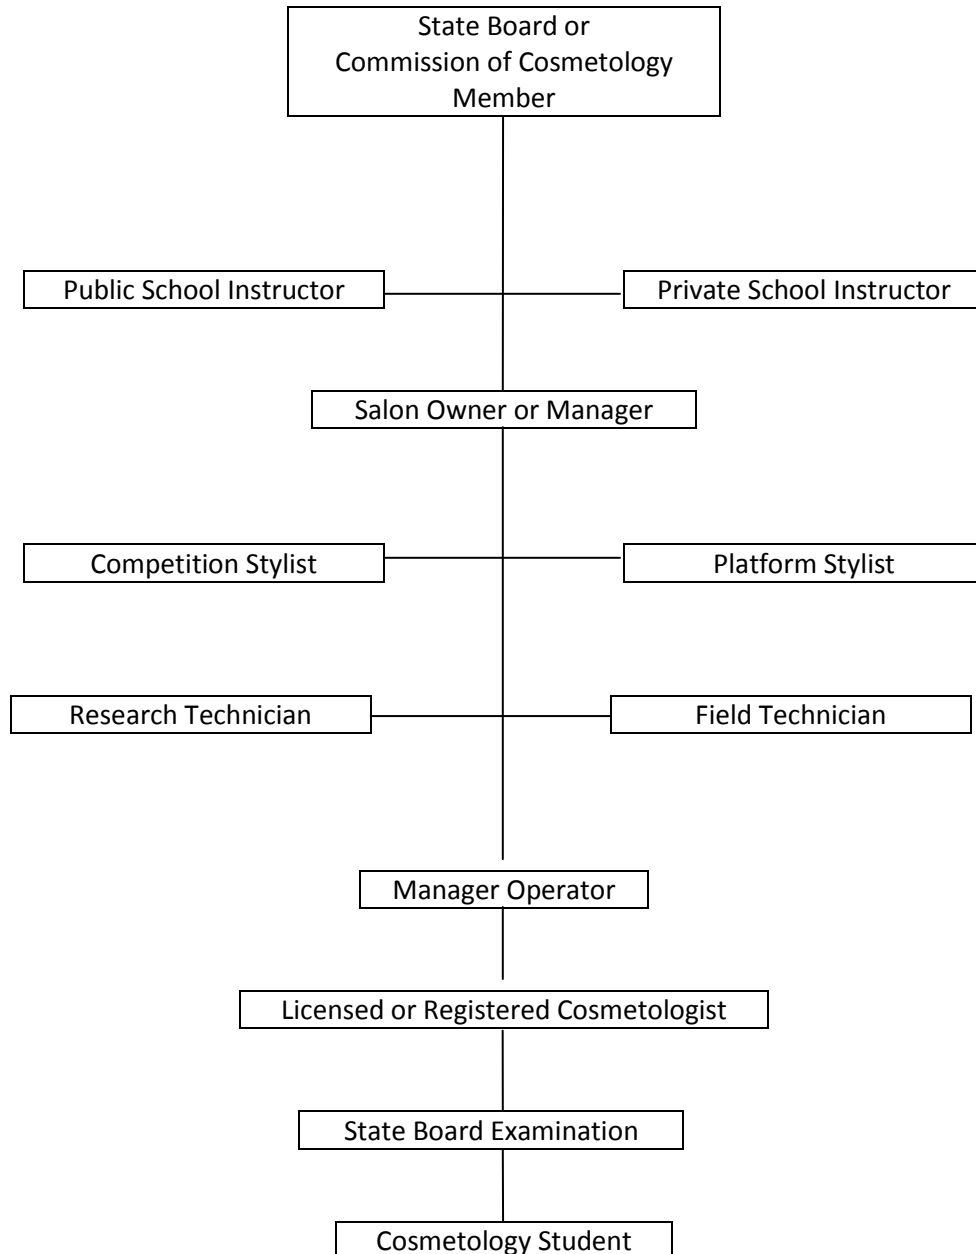 State Board or
Commission of Cosmetology
Member
Public School Instructor
Private School Instructor
Salon Owner or Manager
Competition Stylist
Platform Stylist
Research Technician
Field Technician
Manager Operator
Licensed or Registered Cosmetologist
State Board Examination
Cosmetology Student